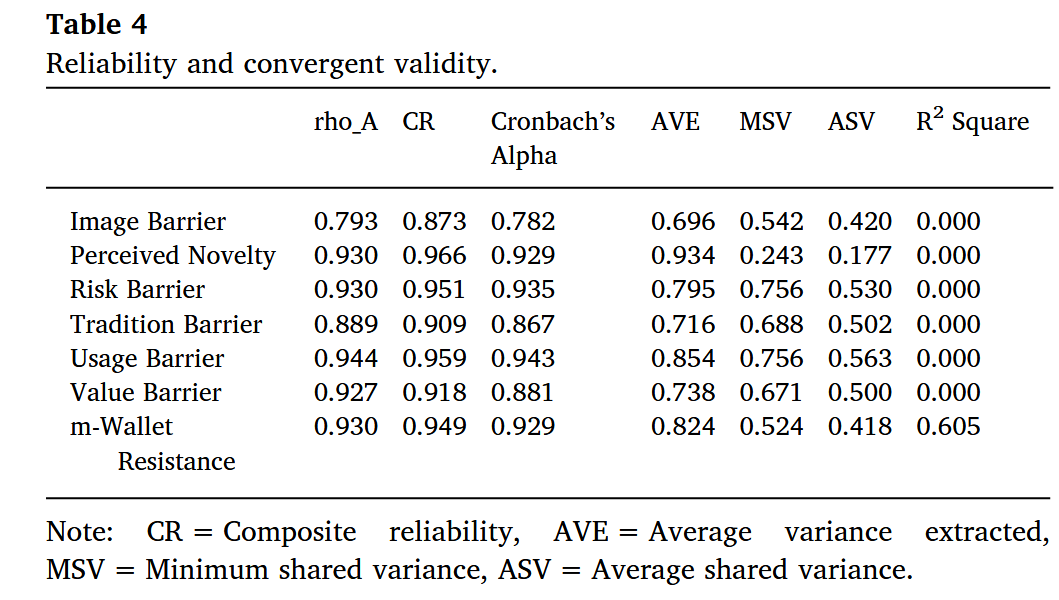 Table 4
Reliability and convergent validity.
rho_A CR Cronbach's Alpha AVE MSV ASV R² Square
Image Barrier 0.793 0.873 0.782 0.696 0.542 0.420 0.000
Perceived Novelty 0.930 0.966 0.929 0.934 0.243 0.177 0.000
Risk Barrier 0.930 0.951 0.935 0.795 0.756 0.530 0.000
Tradition Barrier 0.889 0.909 0.867 0.716 0.688 0.502 0.000
Usage Barrier 0.944 0.959 0.943 0.854 0.756 0.563 0.000
Value Barrier 0.927 0.918 0.881 0.738 0.671 0.500 0.000
m-Wallet 0.930 0.949 0.929 0.824 0.524 0.418 0.605
Resistance
Note: CR = Composite reliability, AVE = Average variance extracted,
MSV = Minimum shared variance, ASV = Average shared variance.